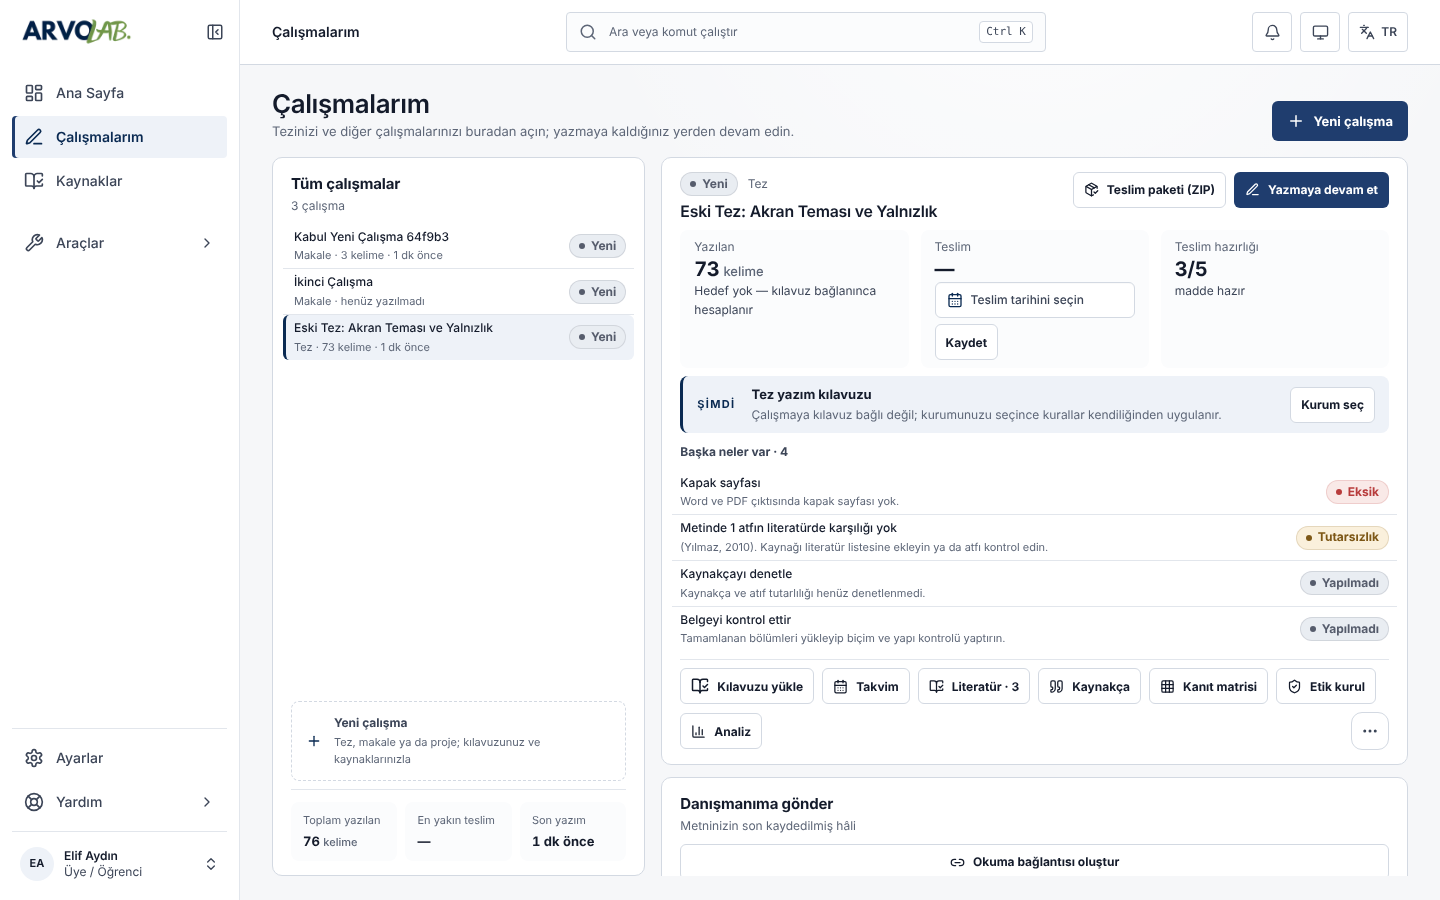 ARVOLAB.
Ana Sayfa
Çalışmalarım
Kaynaklar
Araçlar
Ayarlar
Yardım
EA
Elif Aydın
Üye / Öğrenci
Çalışmalarım
Ara veya komut çalıştır
Ctrl K
TR
Çalışmalarım
Tezinizi ve diğer çalışmalarınızı buradan açın; yazmaya kaldığınız yerden devam edin.
Yeni çalışma
Tüm çalışmalar
3 çalışma
Kabul Yeni Çalışma 64f9b3
Makale · 3 kelime · 1 dk önce
Yeni
İkinci Çalışma
Makale · henüz yazılmadı
Yeni
Eski Tez: Akran Teması ve Yalnızlık
Tez · 73 kelime · 1 dk önce
Yeni
Yeni çalışma
Tez, makale ya da proje; kılavuzunuz ve
kaynaklarınızla
Toplam yazılan
76 kelime
En yakın teslim
—
Son yazım
1 dk önce
Yeni
Tez
Eski Tez: Akran Teması ve Yalnızlık
Teslim paketi (ZIP)
Yazmaya devam et
Yazılan
73 kelime
Hedef yok — kılavuz bağlanınca
hesaplanır
Teslim
—
Teslim tarihini seçin
Kaydet
Teslim hazırlığı
3/5
madde hazır
ŞİMDİ
Tez yazım kılavuzu
Çalışmaya kılavuz bağlı değil; kurumunuzu seçince kurallar kendiliğinden uygulanır.
Kurum seç
Başka neler var · 4
Kapak sayfası
Word ve PDF çıktısında kapak sayfası yok.
Eksik
Metinde 1 atfın literatürde karşılığı yok
(Yılmaz, 2010). Kaynağı literatür listesine ekleyin ya da atfı kontrol edin.
Tutarsızlık
Kaynakçayı denetle
Kaynakça ve atıf tutarlılığı henüz denetlenmedi.
Yapılmadı
Belgeyi kontrol ettir
Tamamlanan bölümleri yükleyip biçim ve yapı kontrolü yaptırın.
Yapılmadı
Kılavuzu yükle
Takvim
Literatür · 3
Kaynakça
Kanıt matrisi
Etik kurul
Analiz
Danışmanıma gönder
Metninizin son kaydedilmiş hâli
Okuma bağlantısı oluştur